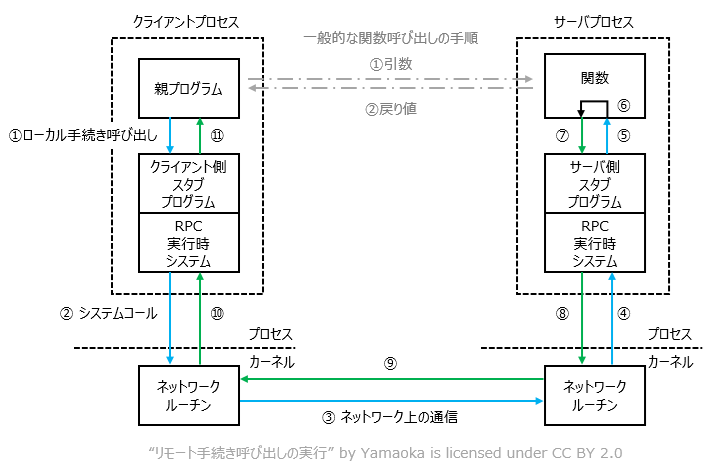 クライアントプロセス
サーバプロセス
一般的な関数呼び出しの手順
①引数
②戻り値
親プログラム
関数
⑥
①ローカル手続き呼び出し
⑪
⑦
⑤
クライアント側
スタブ
プログラム
サーバ側
スタブ
プログラム
RPC
実行時
システム
RPC
実行時
システム
② システムコール
⑩
⑧
④
プロセス
カーネル
プロセス
カーネル
⑨
ネットワーク
ルーチン
ネットワーク
ルーチン
③ ネットワーク上の通信
“リモート手続き呼び出しの実行” by Yamaoka is licensed under CC BY 2.0